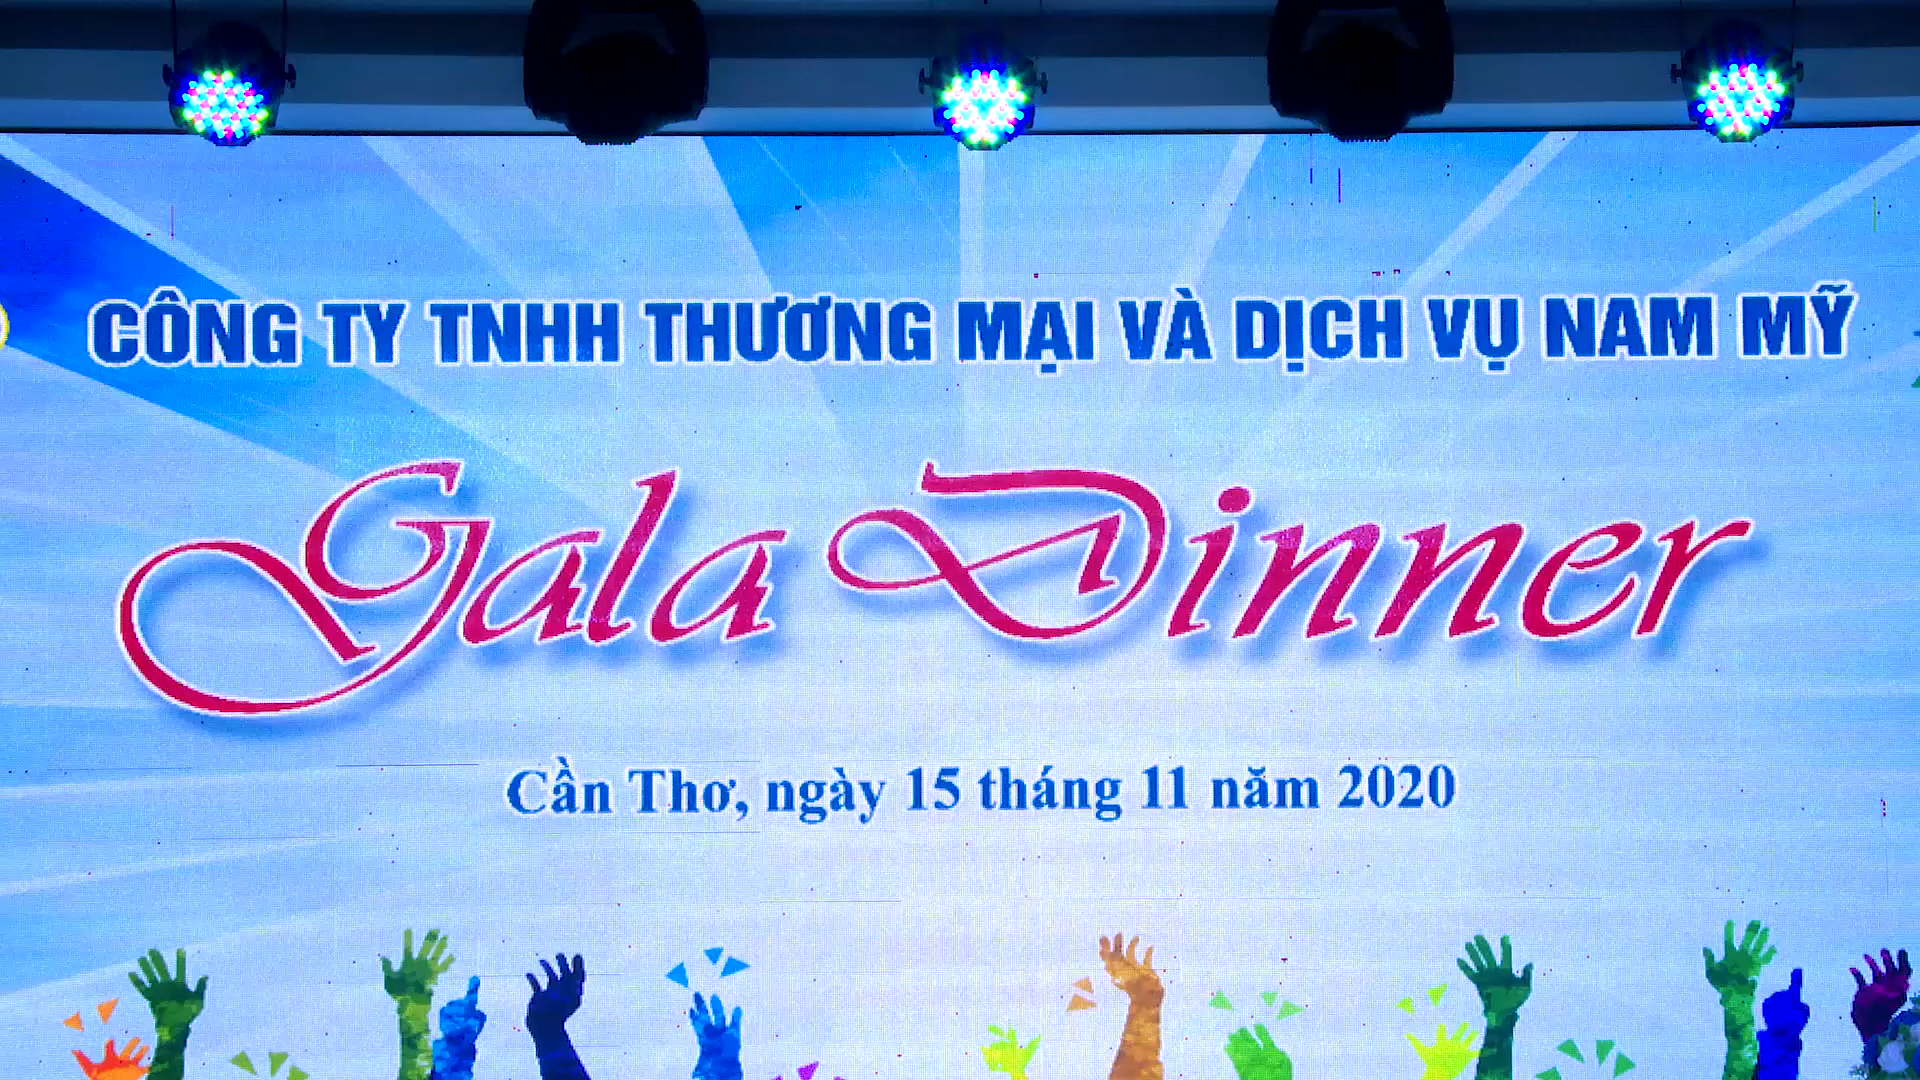 CÔNG TY TNHH THƯƠNG MẠI VÀ DỊCH VỤ NAM MỸ
Gala Dinner
Cần Thơ, ngày 15 tháng 11 năm 2020